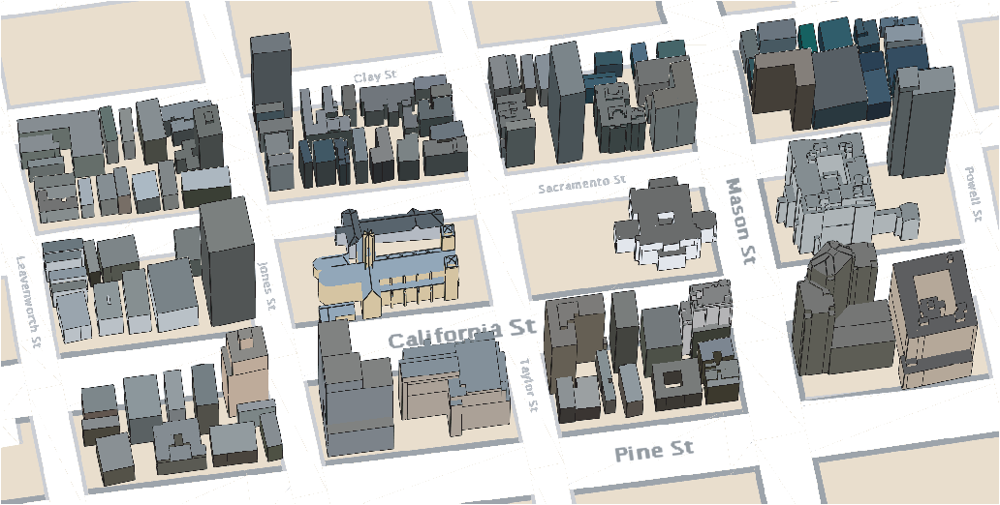 Clay St
Sacramento St
Mason St
Powell St
Leavenworth St
Jones St
California St
Taylor St
Pine St